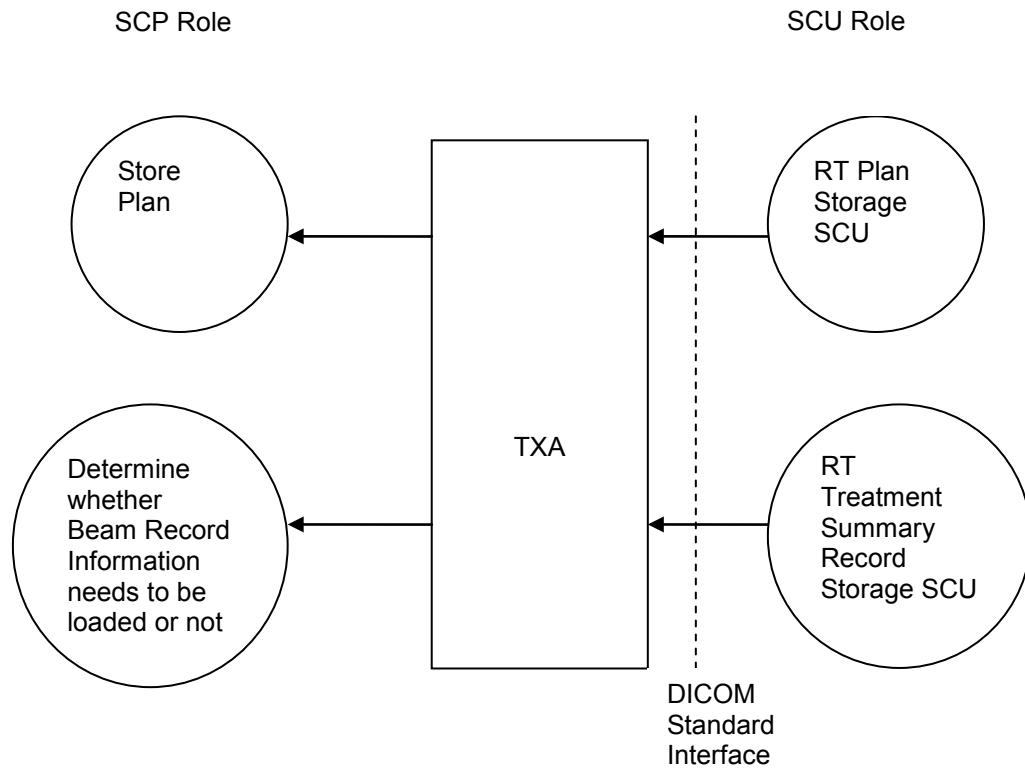 SCP Role
SCU Role
Store
Plan
RT Plan
Storage
SCU
Determine
whether
Beam Record
Information
needs to be
loaded or not
TXA
RT
Treatment
Summary
Record
Storage SCU
DICOM
Standard
Interface